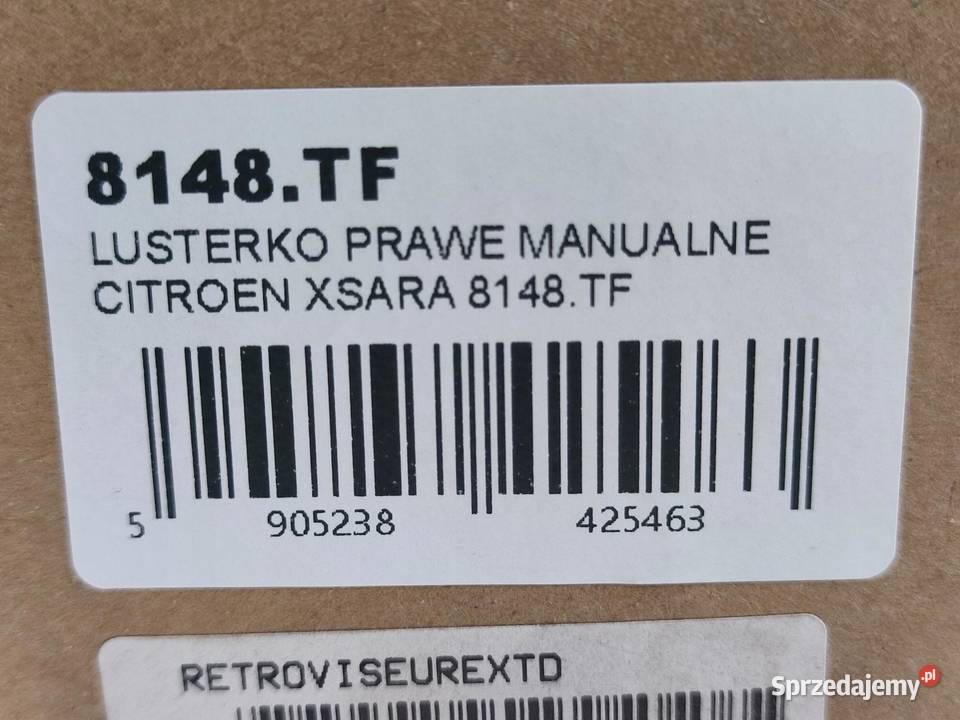 8148.TF
LUSTERKO PRAWE MANUALNE
CITROEN XSARA 8148.TF
5 905238 425463
RETROVISEUREXTD
Sprzedajemy.pl